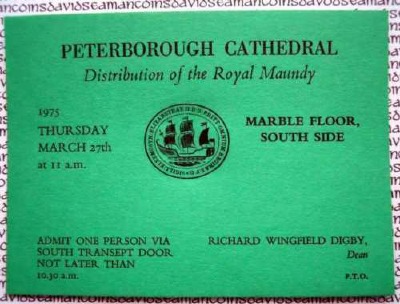 PETERBOROUGH CATHEDRAL
Distribution of the Royal Maundy
1975
THURSDAY
MARCH 27th
at 11 a.m.
MARBLE FLOOR,
SOUTH SIDE
ADMIT ONE PERSON VIA
SOUTH TRANSEPT DOOR
NOT LATER THAN
10.30 a.m.
RICHARD WINGFIELD DIGBY,
Dean
P.T.O.